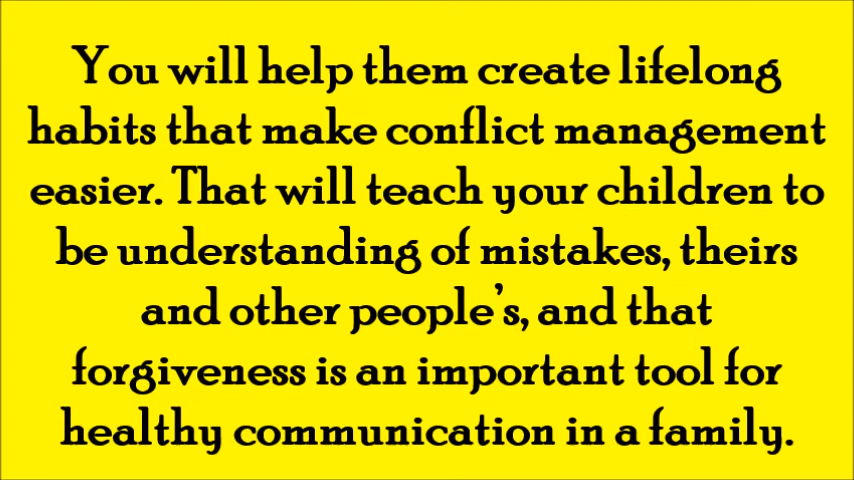 You will help them create lifelong
habits that make conflict management
easier. That will teach your children to
be understanding of mistakes, theirs
and other people's, and that
forgiveness is an important tool for
healthy communication in a family.